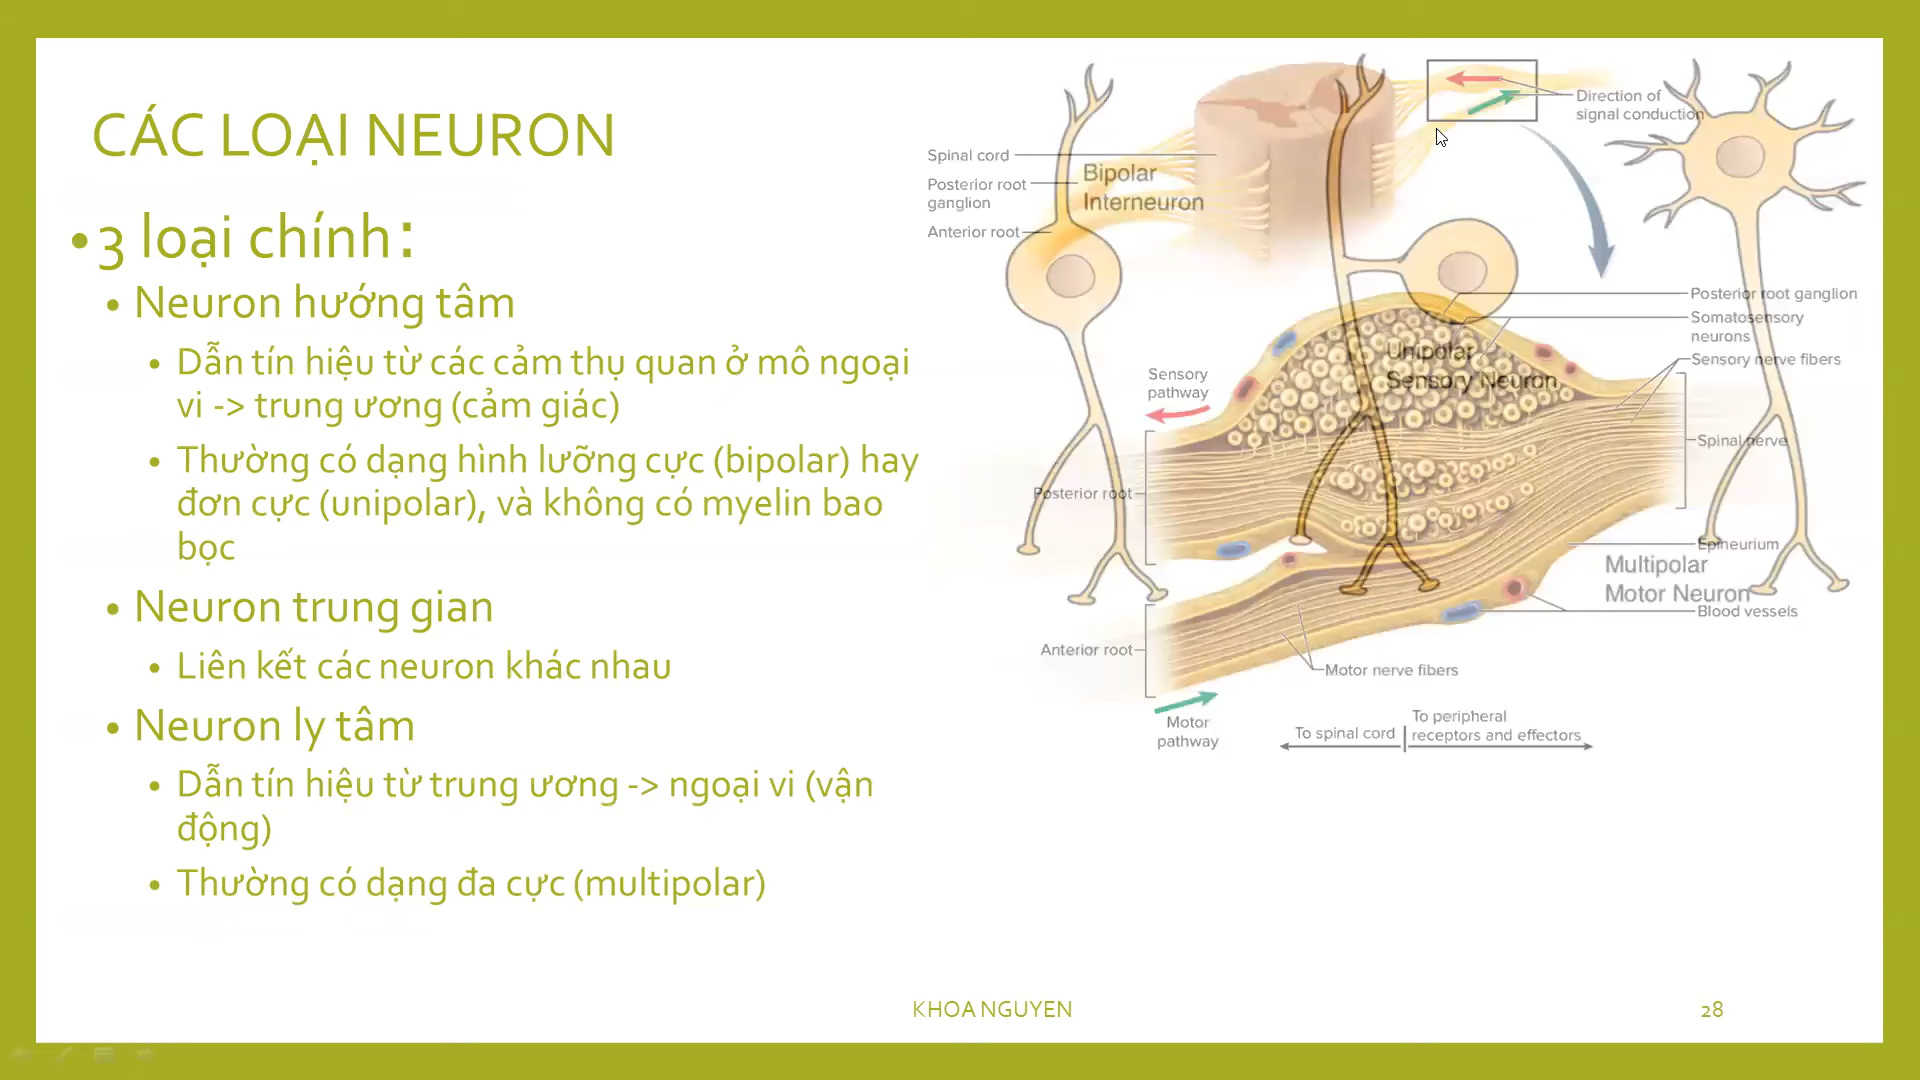 CÁC LOẠI NEURON
•3 loại chính:
• Neuron hướng tâm
• Dẫn tín hiệu từ các cảm thụ quan ở mô ngoại
vi -> trung ương (cảm giác)
• Thường có dạng hình lưỡng cực (bipolar) hay
đơn cực (unipolar), và không có myelin bao
bọc
• Neuron trung gian
• Liên kết các neuron khác nhau
• Neuron ly tâm
• Dẫn tín hiệu từ trung ương -> ngoại vi (vận
động)
• Thường có dạng đa cực (multipolar)
Direction of
signal conduction
Spinal cord
Posterior root
ganglion
Anterior root
Bipolar
Interneuron
Posterior root ganglion
Somatosensory
neurons
Sensory nerve fibers
Unipolar
Sensory Neuron
Sensory
pathway
Spinal nerve
Posterior root
Epineurium
Multipolar
Motor Neuron
Blood vessels
Anterior root
Motor nerve fibers
Motor
pathway
To spinal cord
To peripheral
receptors and effectors
KHOA NGUYEN
28